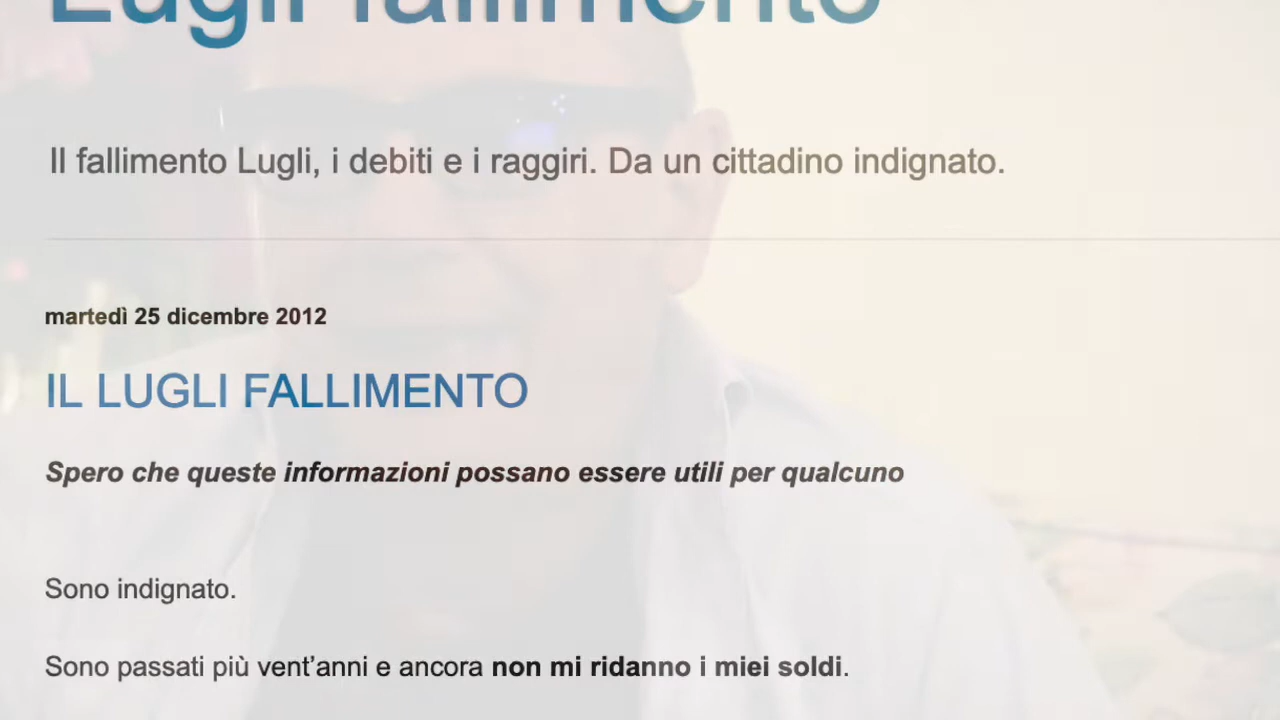 Lugli fallimento
Il fallimento Lugli, i debiti e i raggiri. Da un cittadino indignato.
martedì 25 dicembre 2012
IL LUGLI FALLIMENTO
Spero che queste informazioni possano essere utili per qualcuno
Sono indignato.
Sono passati più vent’anni e ancora non mi ridanno i miei soldi.